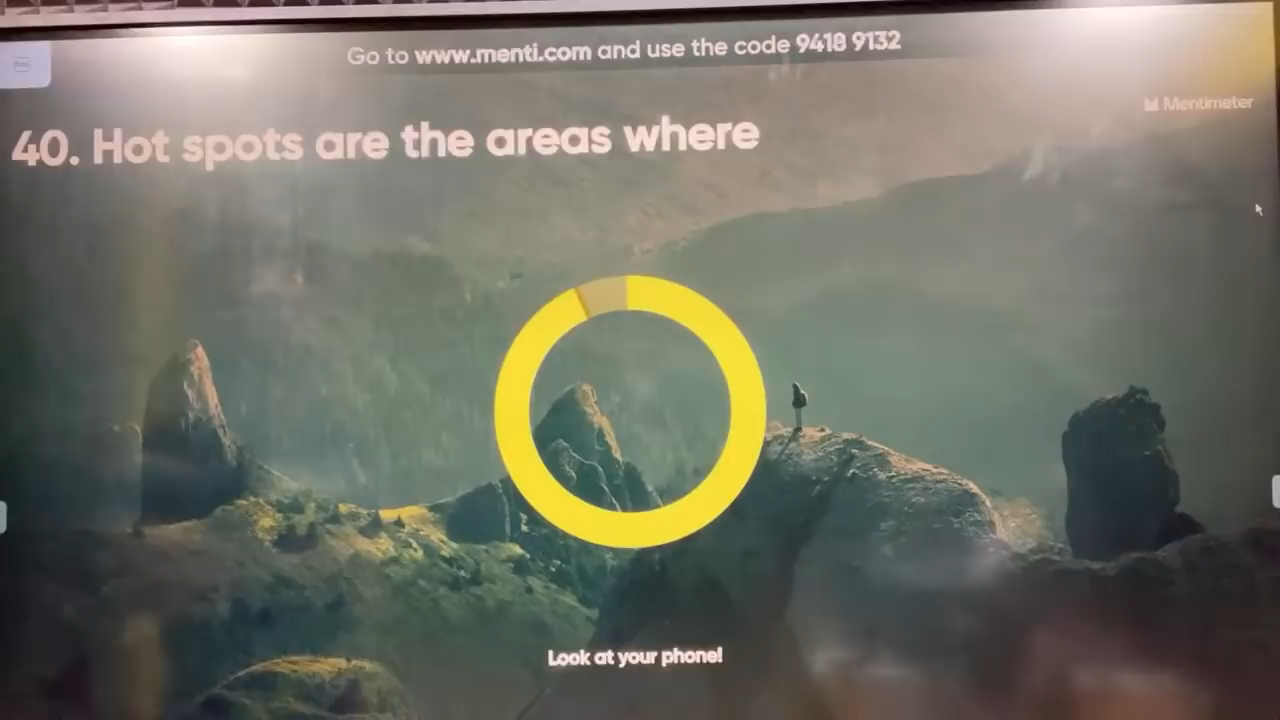 Go to www.menti.com and use the code 9418 9132
Mentimeter
40. Hot spots are the areas where
Look at your phone!